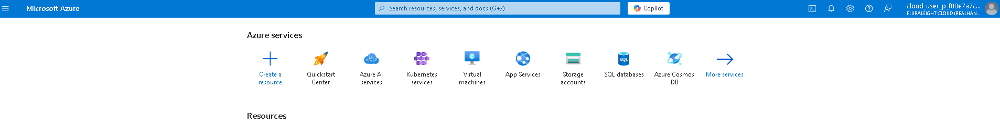 Microsoft Azure
Search resources, services, and docs (G+/)
Copilot
cloud_user_p_f88e7a7c...
PLURALSIGHT CLOUD (REALHAN...
Azure services
Create a
resource
Quickstart
Center
Azure AI
services
Kubernetes
services
Virtual
machines
App Services
Storage
accounts
SQL
SQL databases
Azure Cosmos
DB
More services
Resources